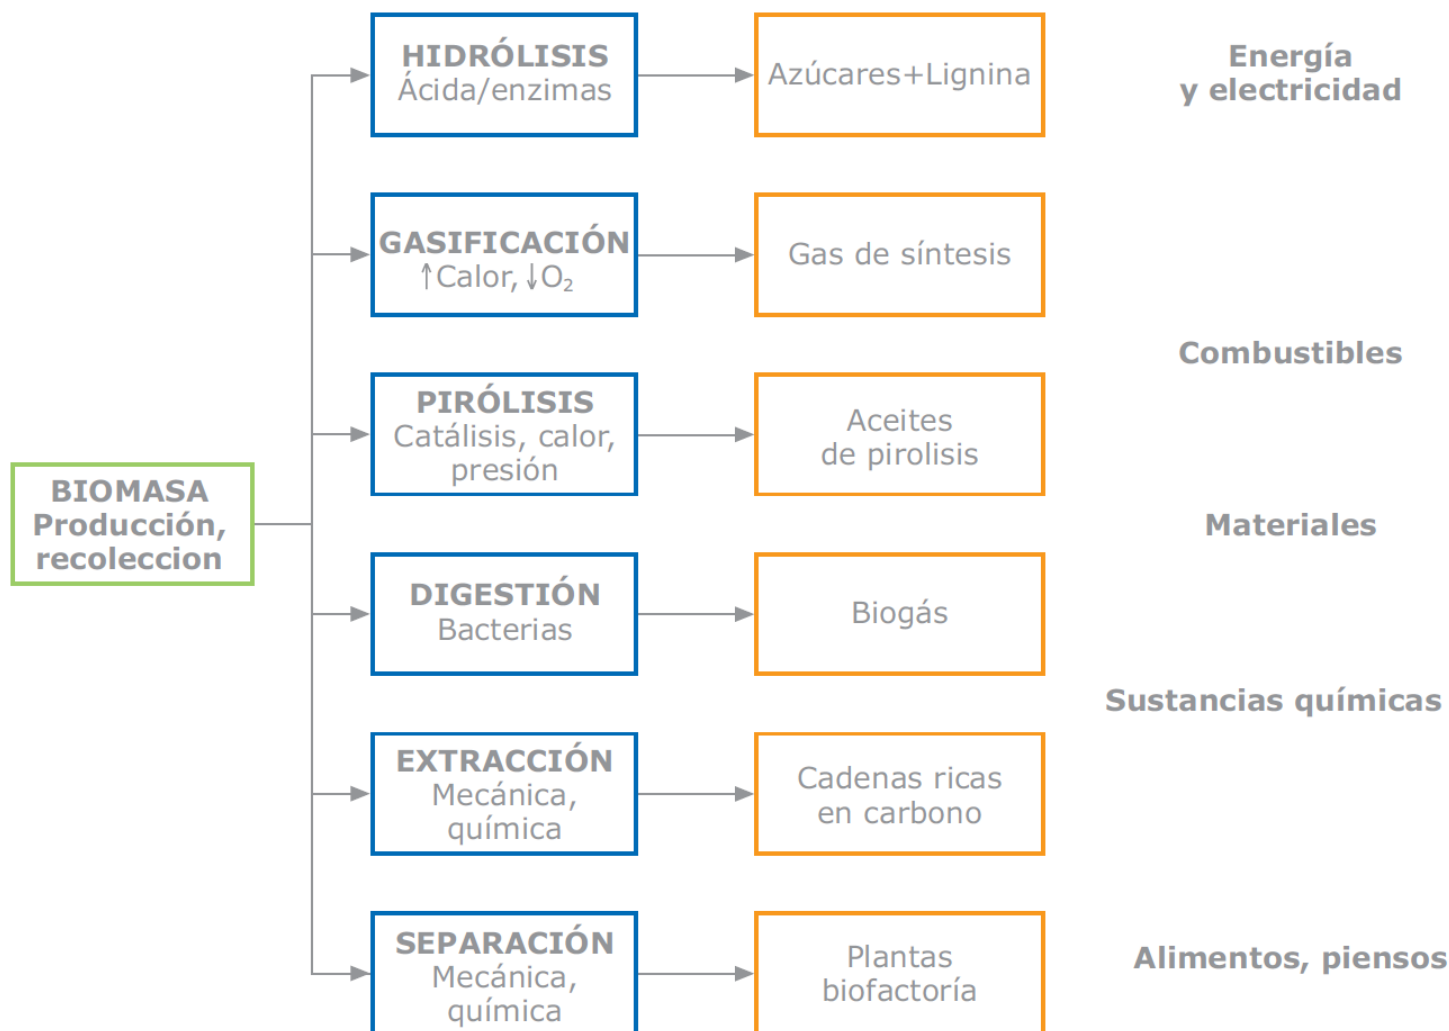 HIDRÓLISIS
Ácida/enzimas
Azúcares+Lignina
Energía
y electricidad
GASIFICACIÓN
↑Calor, ↓O₂
Gas de síntesis
Combustibles
PIRÓLISIS
Catálisis, calor,
presión
Aceites
de pirolisis
BIOMASA
Producción,
recoleccion
Materiales
DIGESTIÓN
Bacterias
Biogás
Sustancias químicas
EXTRACCIÓN
Mecánica,
química
Cadenas ricas
en carbono
SEPARACIÓN
Mecánica,
química
Plantas
biofactoría
Alimentos, piensos